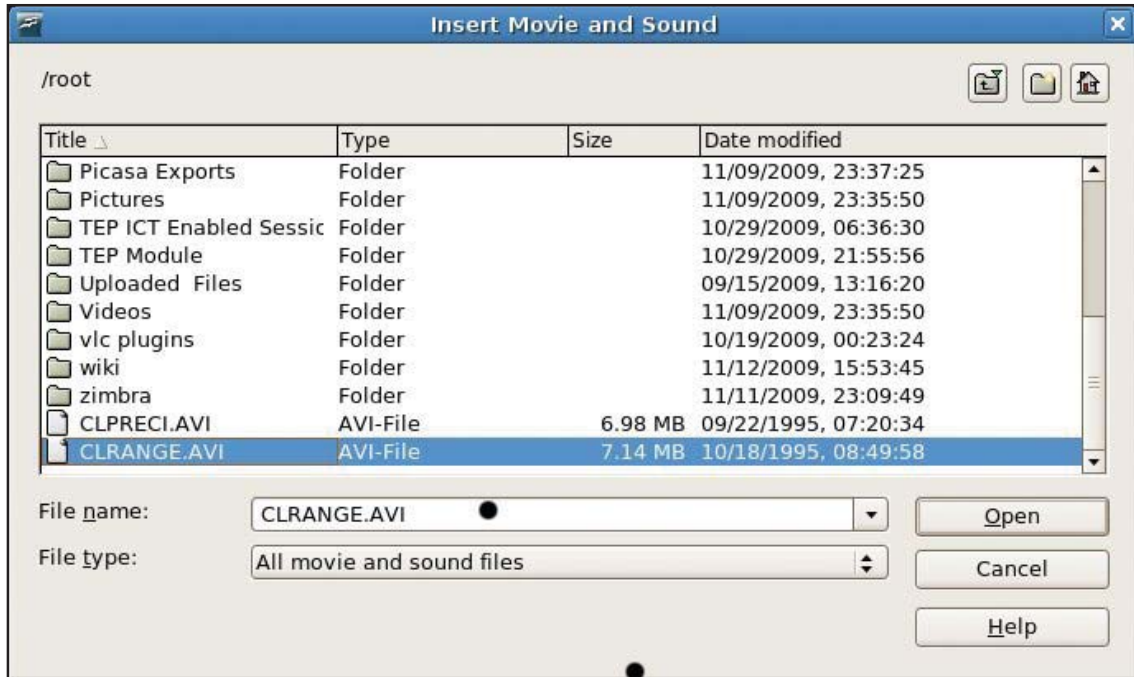 Insert Movie and Sound
/root
Title Type Size Date modified
Picasa Exports Folder 11/09/2009, 23:37:25
Pictures Folder 11/09/2009, 23:35:50
TEP ICT Enabled Sessic Folder 10/29/2009, 06:36:30
TEP Module Folder 10/29/2009, 21:55:56
Uploaded  Files Folder 09/15/2009, 13:16:20
Videos Folder 11/09/2009, 23:35:50
vlc plugins Folder 10/19/2009, 00:23:24
wiki Folder 11/12/2009, 15:53:45
zimbra Folder 11/11/2009, 23:09:49
CLPRECI.AVI AVI-File 6.98 MB 09/22/1995, 07:20:34
CLRANGE.AVI AVI-File 7.14 MB 10/18/1995, 08:49:58
File name: CLRANGE.AVI Open
File type: All movie and sound files Cancel
Help